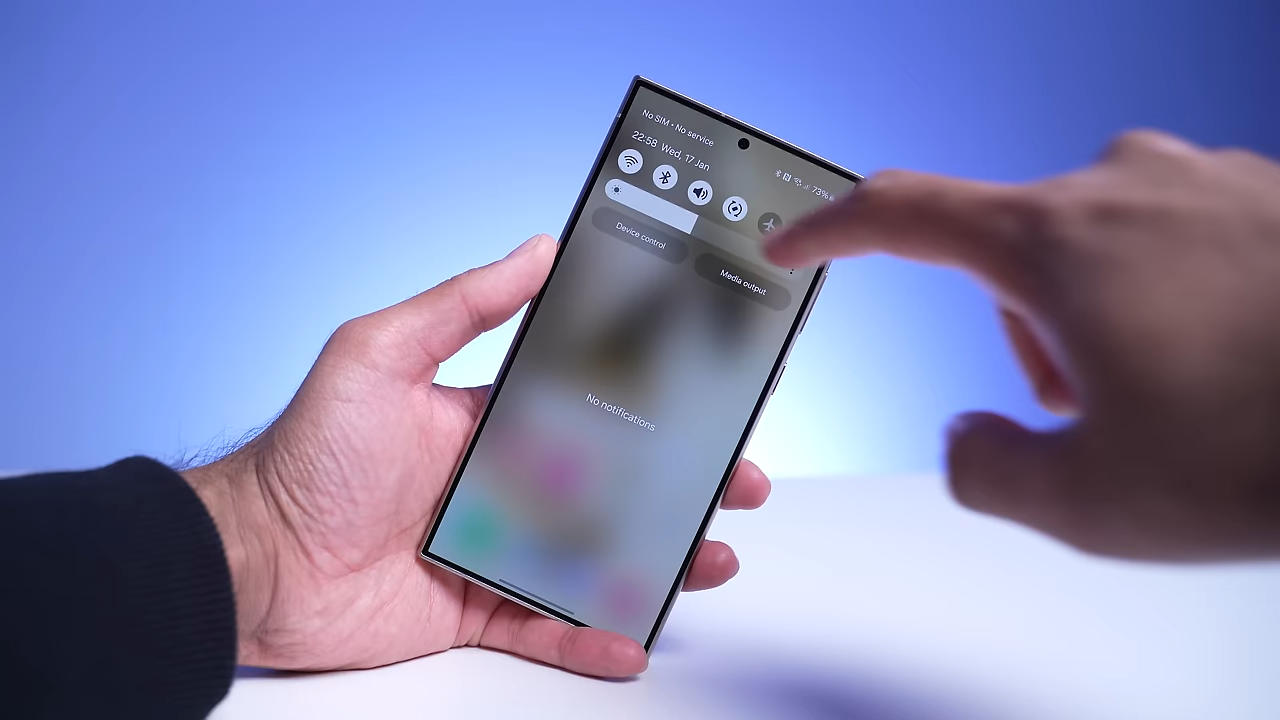 No SIM • No service
73%
22:58 Wed, 17 Jan
Device control
Media output
No notifications